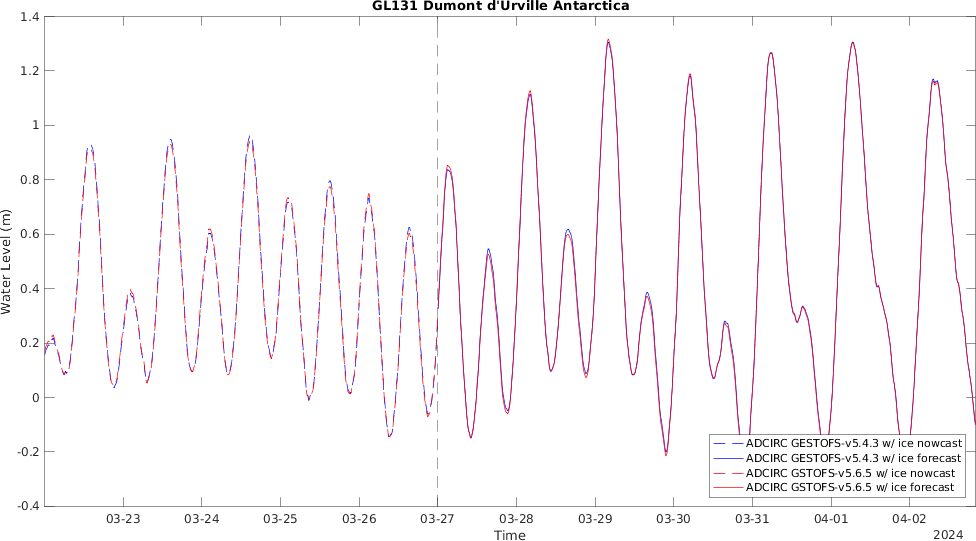 GL131 Dumont d'Urville Antarctica
1.4
1.2
1
0.8
0.6
0.4
0.2
0
-0.2
-0.4
Water Level (m)
ADCIRC GESTOFS-v5.4.3 w/ ice nowcast
ADCIRC GESTOFS-v5.4.3 w/ ice forecast
ADCIRC GSTOFS-v5.6.5 w/ ice nowcast
ADCIRC GSTOFS-v5.6.5 w/ ice forecast
03-23 03-24 03-25 03-26 03-27 03-28 03-29 03-30 03-31 04-01 04-02
Time
2024